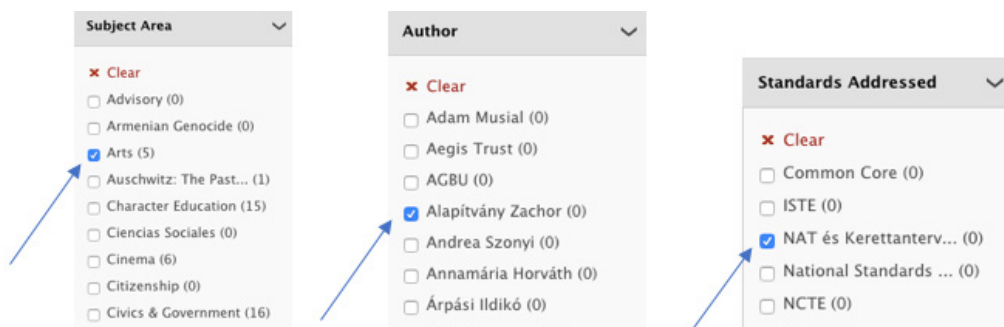 Subject Area
× Clear
Advisory (0)
Armenian Genocide (0)
Arts (5)
Auschwitz: The Past... (1)
Character Education (15)
Ciencias Sociales (0)
Cinema (6)
Citizenship (0)
Civics & Government (16)
Author
× Clear
Adam Musial (0)
Aegis Trust (0)
AGBU (0)
Alapítvány Zachor (0)
Andrea Szonyi (0)
Annamária Horváth (0)
Árpási Ildikó (0)
Standards Addressed
× Clear
Common Core (0)
ISTE (0)
NAT és Kerettanterv... (0)
National Standards ... (0)
NCTE (0)